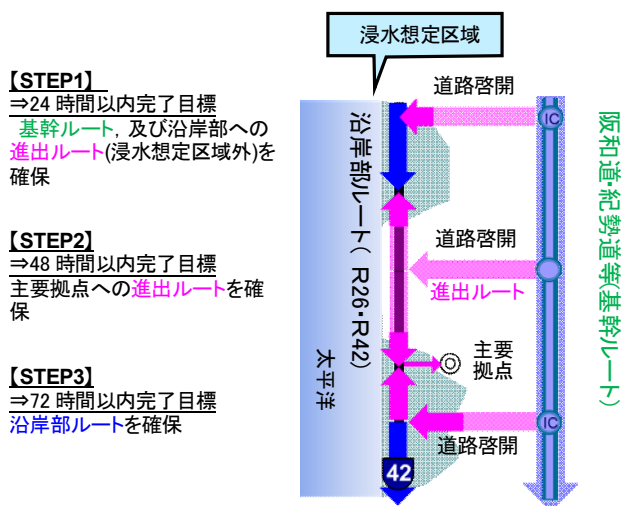 【STEP1】
⇒24 時間以内完了目標
基幹ルート，及び沿岸部への
進出ルート(浸水想定区域外)を
確保
【STEP2】
⇒48 時間以内完了目標
主要拠点への進出ルートを確
保
【STEP3】
⇒72 時間以内完了目標
沿岸部ルートを確保
浸水想定区域
道路啓開
IC
沿岸部ルート( R26・R42)
道路啓開
進出ルート
主要
拠点
太平洋
IC
道路啓開
42
阪和道・紀勢道等(基幹ルート)